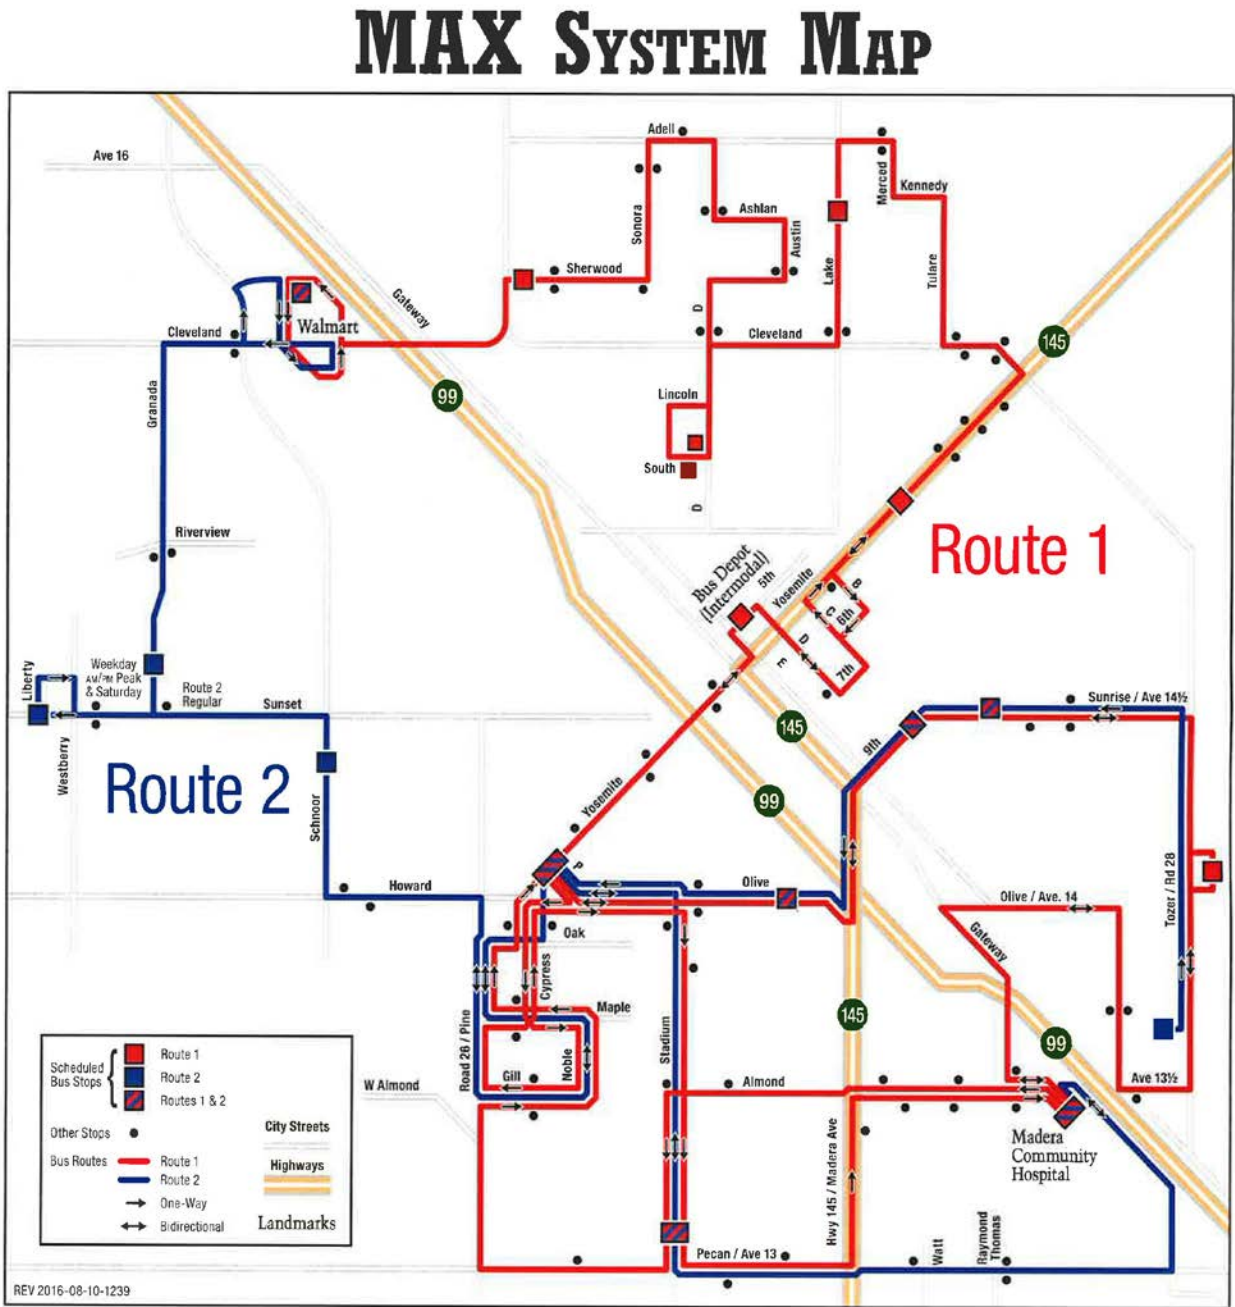 MAX SYSTEM MAP
Ave 16
Adell
Merced
Kennedy
Ashlan
Austin
Sonora
Sherwood
Lake
Tulare
Gateway
Walmart
Cleveland
D
Cleveland
145
99
Granada
Lincoln
South
D
Riverview
Route 1
Bus Depot
(Intermodal)
5th
Yosemite
B
6th
C
D
E
7th
Liberty
Weekday
AM/PM Peak
& Saturday
Route 2
Regular
Sunset
Westberry
Route 2
Schnoor
145
99
9th
Sunrise / Ave 14½
Yosemite
P
Howard
Olive
Olive / Ave. 14
Tozer / Rd 28
Gateway
Oak
Cypress
Maple
Road 26 / Pine
Gill
Noble
Stadium
145
99
W Almond
Almond
Ave 13½
Madera
Community
Hospital
Hwy 145 / Madera Ave
Pecan / Ave 13
Watt
Raymond
Thomas
Scheduled
Bus Stops
Route 1
Route 2
Routes 1 & 2
Other Stops
Bus Routes
Route 1
Route 2
One-Way
Bidirectional
City Streets
Highways
Landmarks
REV 2016-08-10-1239